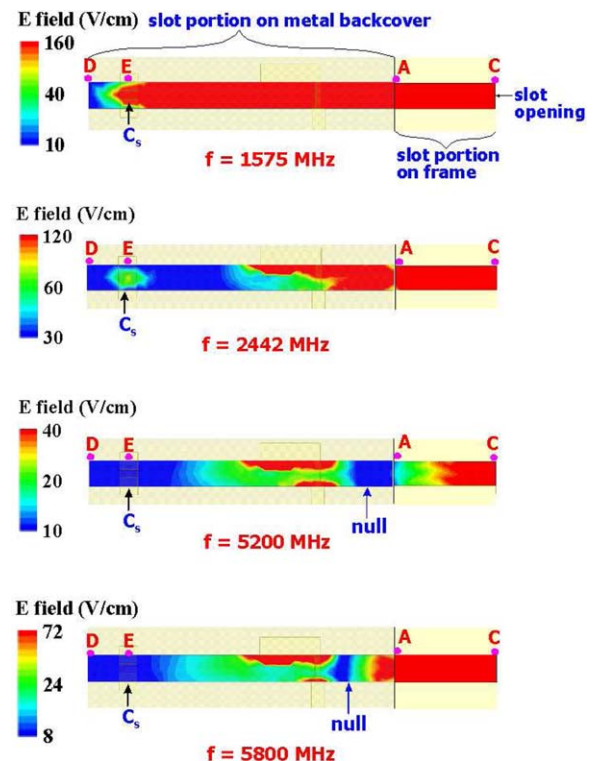 E field (V/cm)
slot portion on metal backcover
160
40
10
D
E
A
C
Cs
slot
opening
f = 1575 MHz
slot portion
on frame
E field (V/cm)
120
60
30
D
E
A
C
Cs
f = 2442 MHz
E field (V/cm)
40
20
10
D
E
A
C
Cs
null
f = 5200 MHz
E field (V/cm)
72
24
8
D
E
A
C
Cs
null
f = 5800 MHz